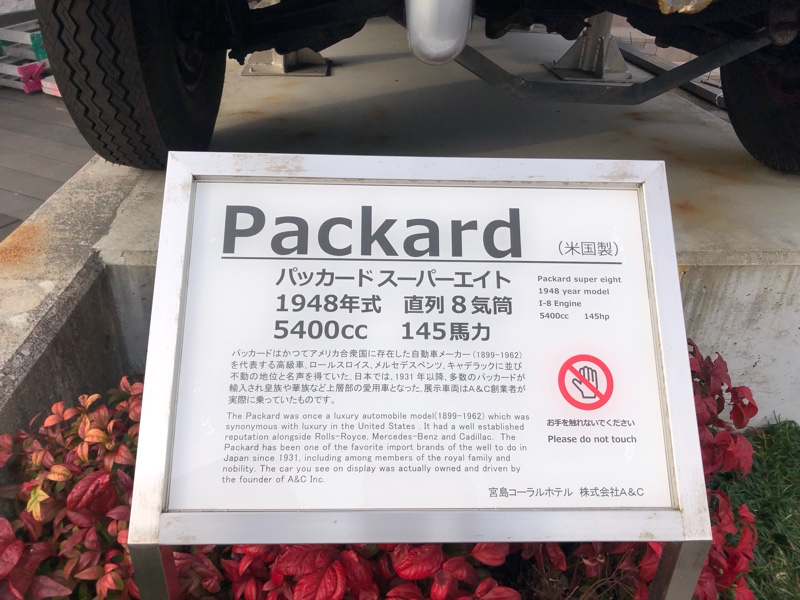 Packard （米国製）
パッカード スーパーエイト
1948年式 直列８気筒
5400cc 145馬力
Packard super eight
1948 year model
I-8 Engine
5400cc 145hp
パッカードはかつてアメリカ合衆国に存在した自動車メーカー（1899-1962）
を代表する高級車．ロールスロイス，メルセデスベンツ，キャデラックに並び
不動の地位と名声を得ていた．日本では，1931 年以降，多数のパッカードが
輸入され皇族や華族など上層部の愛用車となった．展示車両はA&C創業者が
実際に乗っていたものです．
The Packard was once a luxury automobile model(1899-1962) which was
synonymous with luxury in the United States . It had a well established
reputation alongside Rolls-Royce, Mercedes-Benz and Cadillac. The
Packard has been one of the favorite import brands of the well to do in
Japan since 1931, including among members of the royal family and
nobility. The car you see on display was actually owned and driven by
the founder of A&C Inc.
お手を触れないでください
Please do not touch
宮島コーラルホテル 株式会社A&C